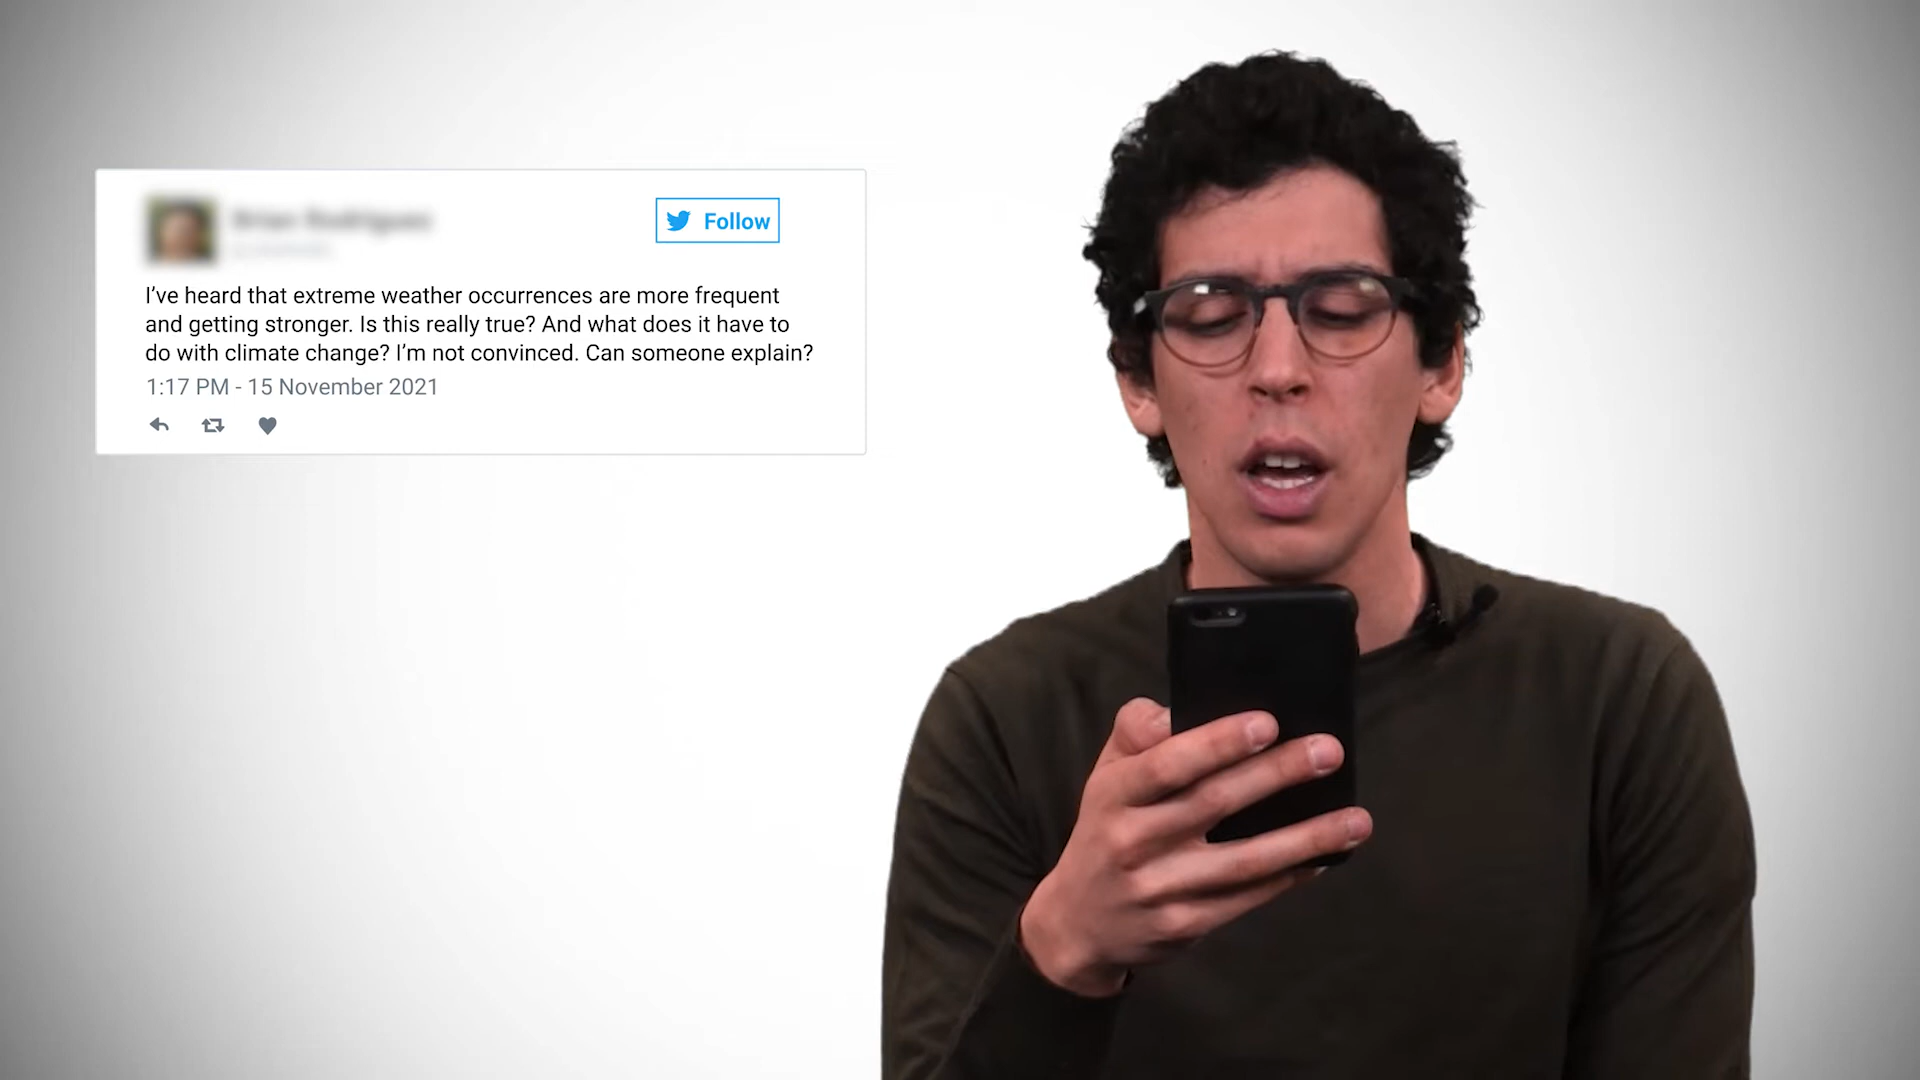 Follow
I’ve heard that extreme weather occurrences are more frequent
and getting stronger. Is this really true? And what does it have to
do with climate change? I’m not convinced. Can someone explain?
1:17 PM - 15 November 2021